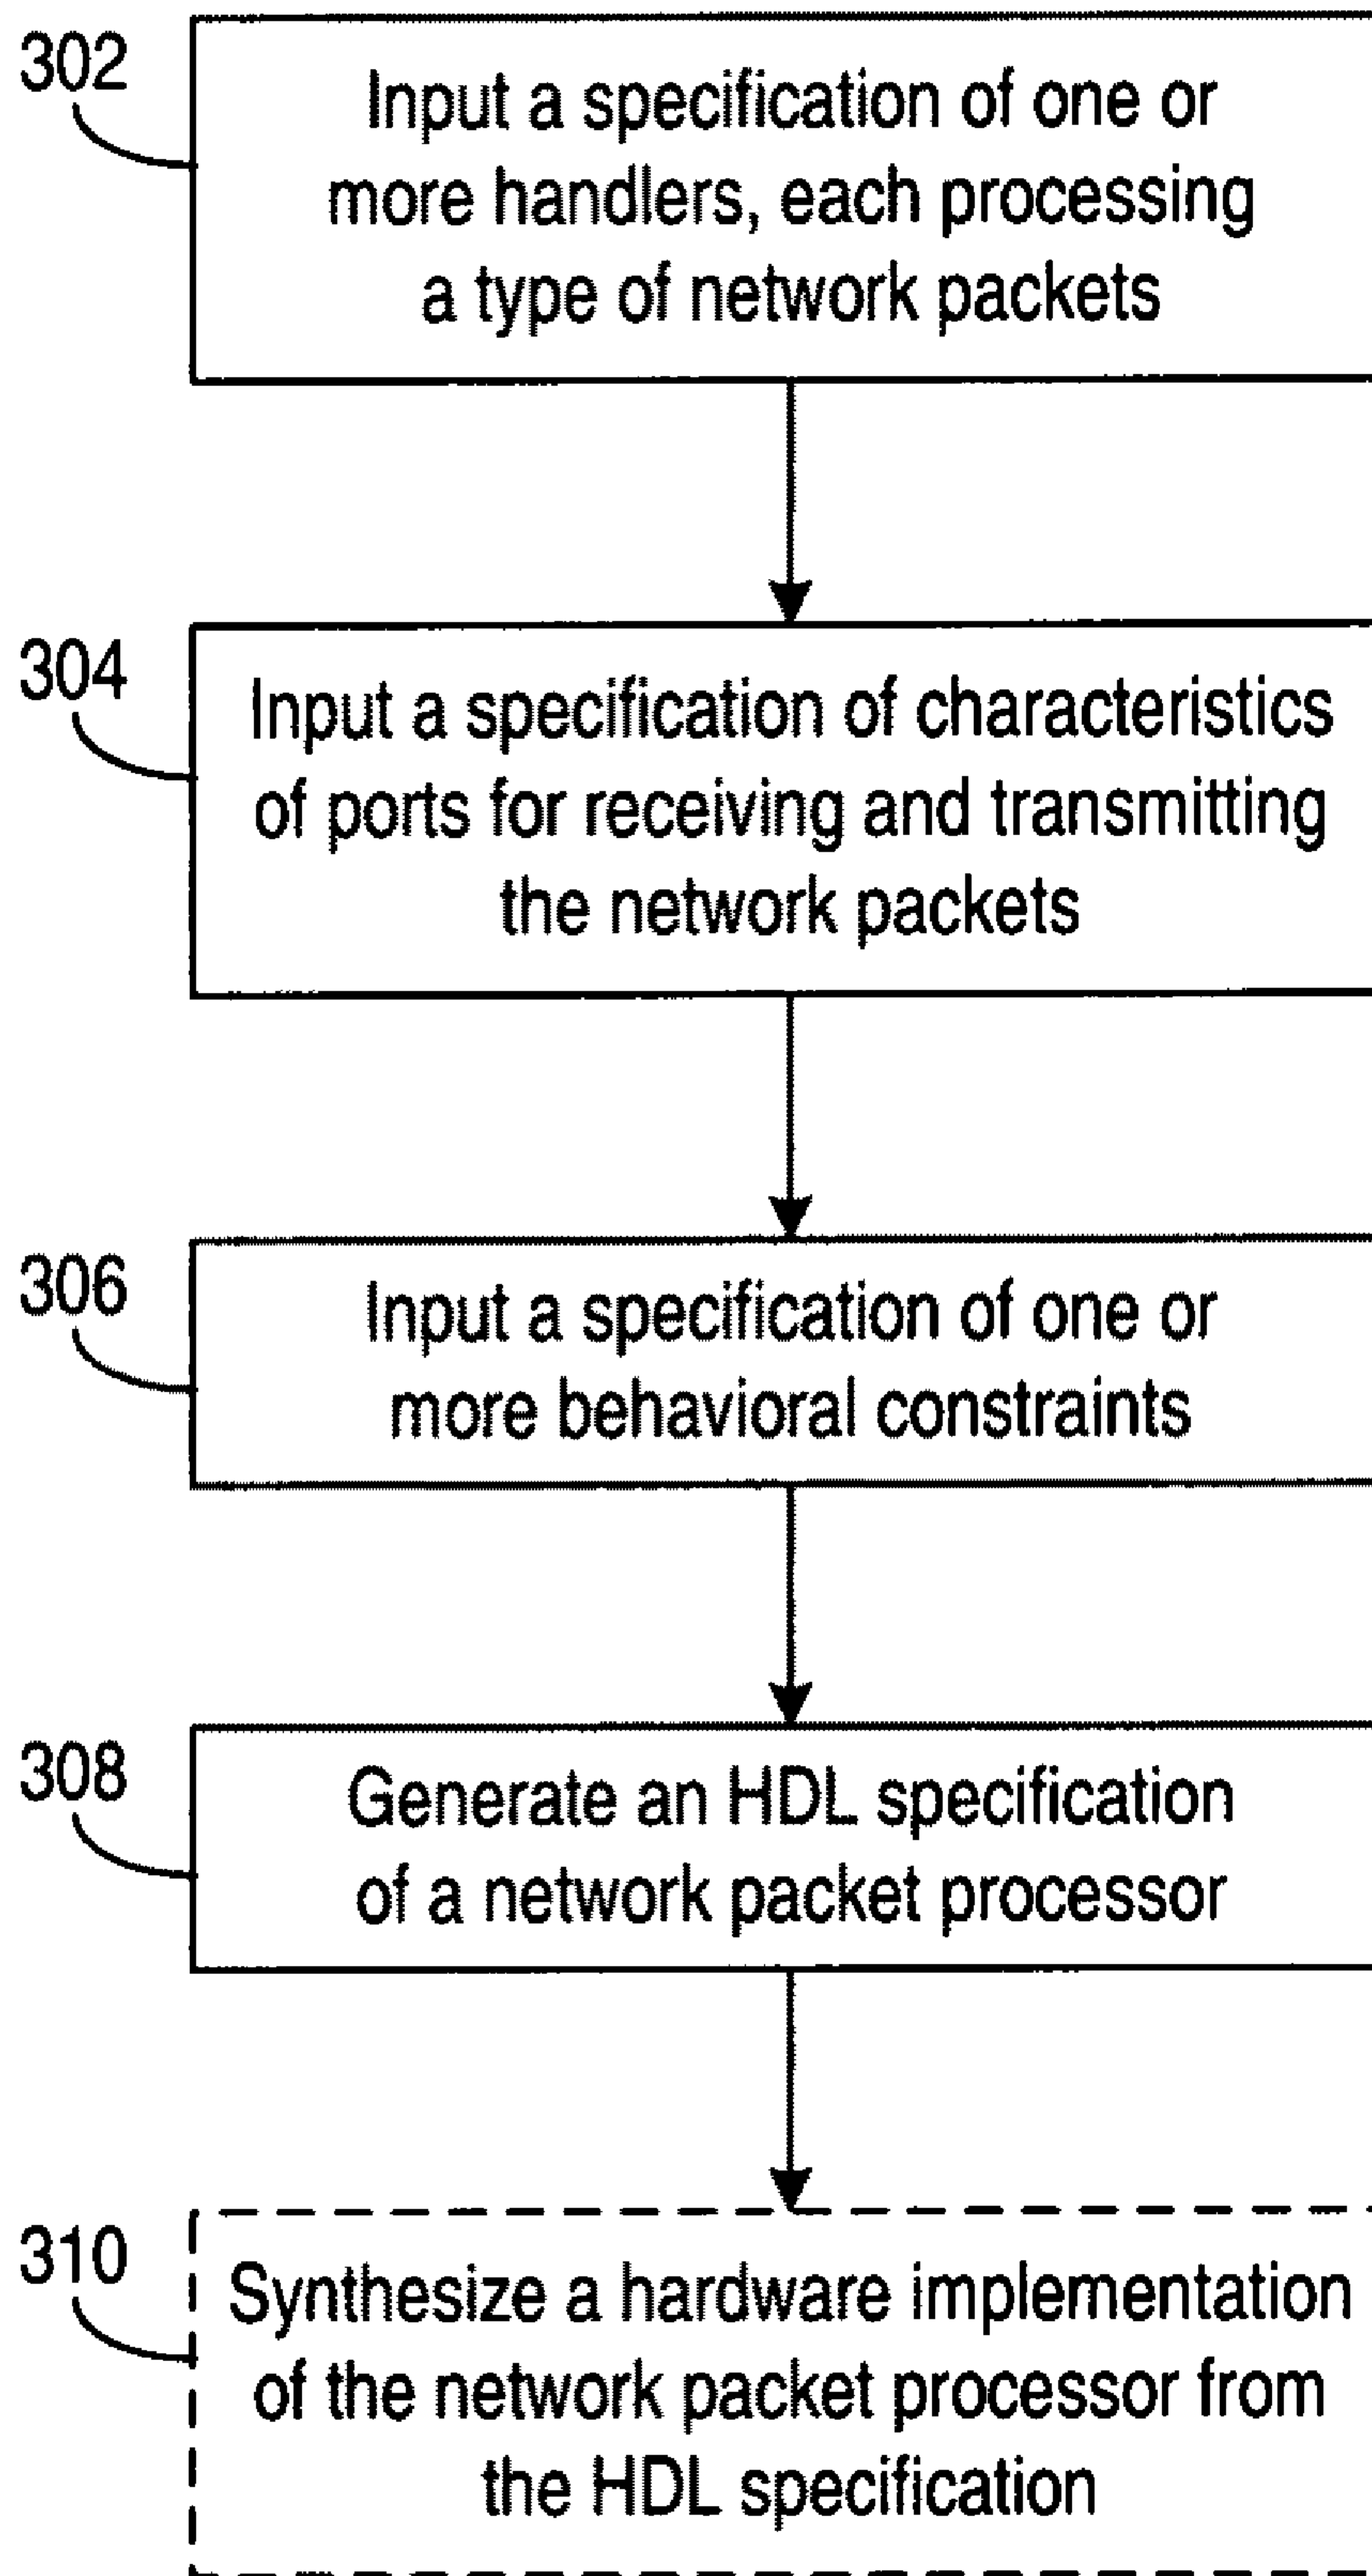 302
Input a specification of one or
more handlers, each processing
a type of network packets
304
Input a specification of characteristics
of ports for receiving and transmitting
the network packets
306
Input a specification of one or
more behavioral constraints
308
Generate an HDL specification
of a network packet processor
310
Synthesize a hardware implementation
of the network packet processor from
the HDL specification